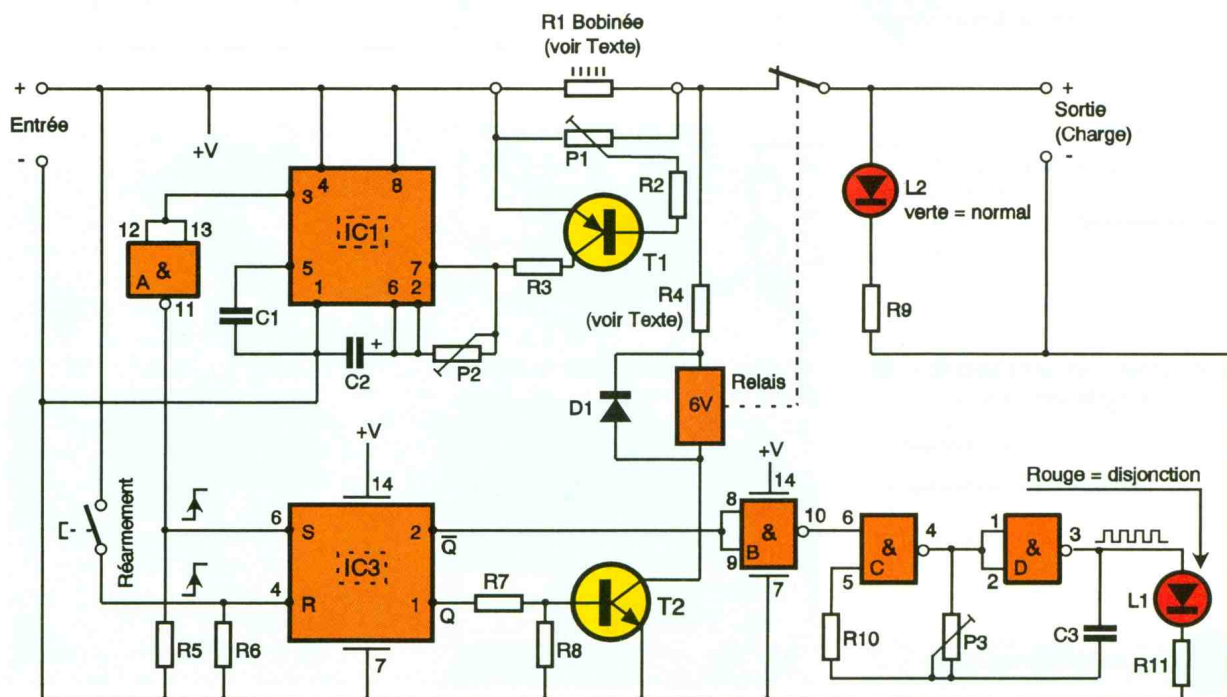 R1 Bobinée
(voir Texte)
+
Entrée
-
+V
4
8
P1
R2
+
Sortie
(Charge)
-
L2
verte = normal
3
12
13
IC1
A
&
11
5
1
6
2
7
C1
C2
+
P2
R3
T1
R4
(voir Texte)
R9
D1
6V
Relais
+V
14
Réarmement
6
S
IC3
2
Q
4
R
1
Q
7
R5
R6
R7
R8
T2
+V
14
8
&
B
9
10
7
Rouge = disjonction
6
&
C
5
4
1
&
D
2
3
R10
P3
C3
L1
R11